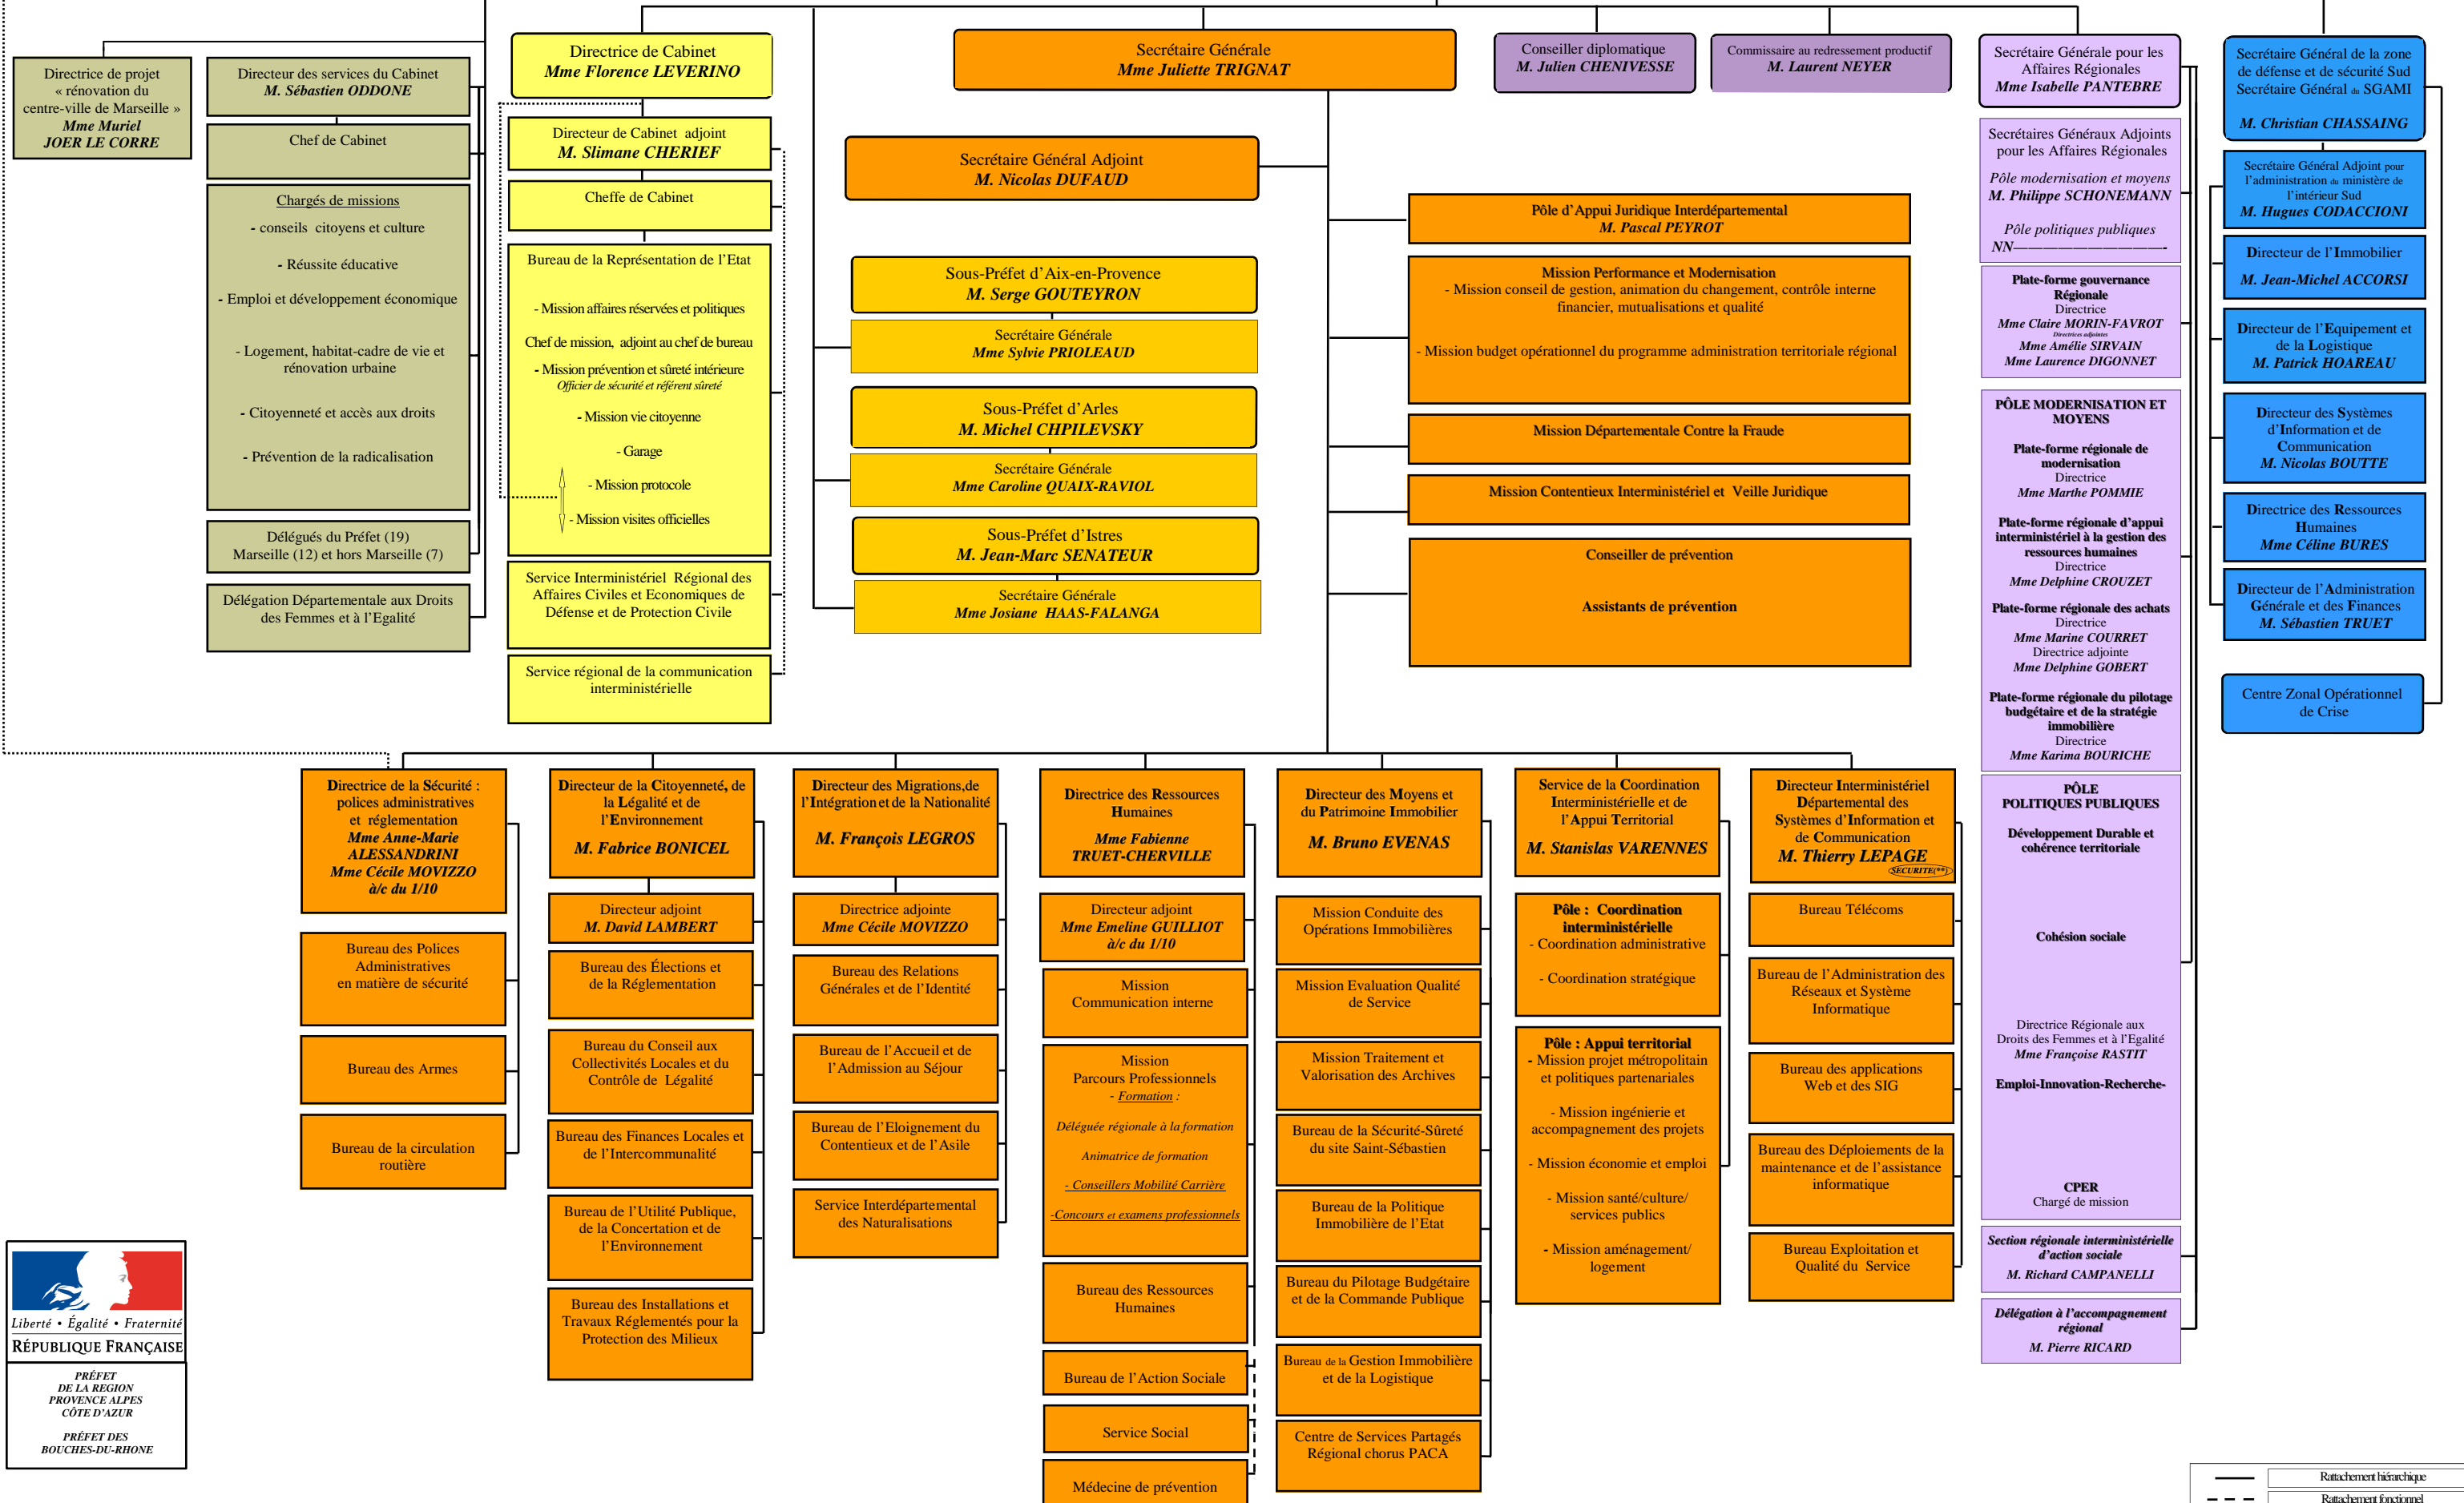 Directrice de projet
« rénovation du
centre-ville de Marseille »
Mme Muriel
JOER LE CORRE
Directeur des services du Cabinet
M. Sébastien ODDONE
Chef de Cabinet
Chargés de missions
- conseils citoyens et culture
- Réussite éducative
- Emploi et développement économique
- Logement, habitat-cadre de vie et
rénovation urbaine
- Citoyenneté et accès aux droits
- Prévention de la radicalisation
Délégués du Préfet (19)
Marseille (12) et hors Marseille (7)
Délégation Départementale aux Droits
des Femmes et à l'Egalité
Directrice de Cabinet
Mme Florence LEVERINO
Directeur de Cabinet adjoint
M. Slimane CHERIEF
Cheffe de Cabinet
Bureau de la Représentation de l'Etat
- Mission affaires réservées et politiques
Chef de mission, adjoint au chef de bureau
- Mission prévention et sûreté intérieure
Officier de sécurité et référent sûreté
- Mission vie citoyenne
- Garage
- Mission protocole
- Mission visites officielles
Service Interministériel Régional des
Affaires Civiles et Economiques de
Défense et de Protection Civile
Service régional de la communication
interministérielle
Secrétaire Générale
Mme Juliette TRIGNAT
Secrétaire Général Adjoint
M. Nicolas DUFAUD
Sous-Préfet d'Aix-en-Provence
M. Serge GOUTEYRON
Secrétaire Générale
Mme Sylvie PRIOLEAUD
Sous-Préfet d'Arles
M. Michel CHPILEVSKY
Secrétaire Générale
Mme Caroline QUAIX-RAVIOL
Sous-Préfet d'Istres
M. Jean-Marc SENATEUR
Secrétaire Générale
Mme Josiane HAAS-FALANGA
Pôle d'Appui Juridique Interdépartemental
M. Pascal PEYROT
Mission Performance et Modernisation
- Mission conseil de gestion, animation du changement, contrôle interne
financier, mutualisations et qualité
- Mission budget opérationnel du programme administration territoriale régional
Mission Départementale Contre la Fraude
Mission Contentieux Interministériel et Veille Juridique
Conseiller de prévention
Assistants de prévention
Conseiller diplomatique
M. Julien CHENIVESSE
Commissaire au redressement productif
M. Laurent NEYER
Secrétaire Générale pour les
Affaires Régionales
Mme Isabelle PANTEBRE
Secrétaires Généraux Adjoints
pour les Affaires Régionales
Pôle modernisation et moyens
M. Philippe SCHONEMANN
Pôle politiques publiques
NN———————————-
Plate-forme gouvernance
Régionale
Directrice
Mme Claire MORIN-FAVROT
Directrices adjointes
Mme Amélie SIRVAIN
Mme Laurence DIGONNET
PÔLE MODERNISATION ET
MOYENS
Plate-forme régionale de
modernisation
Directrice
Mme Marthe POMMIE
Plate-forme régionale d'appui
interministériel à la gestion des
ressources humaines
Directrice
Mme Delphine CROUZET
Plate-forme régionale des achats
Directrice
Mme Marine COURRET
Directrice adjointe
Mme Delphine GOBERT
Plate-forme régionale du pilotage
budgétaire et de la stratégie
immobilière
Directrice
Mme Karima BOURICHE
PÔLE
POLITIQUES PUBLIQUES
Développement Durable et
cohérence territoriale
Cohésion sociale
Directrice Régionale aux
Droits des Femmes et à l'Egalité
Mme Françoise RASTIT
Emploi-Innovation-Recherche-
CPER
Chargé de mission
Section régionale interministérielle
d'action sociale
M. Richard CAMPANELLI
Délégation à l'accompagnement
régional
M. Pierre RICARD
Secrétaire Général de la zone
de défense et de sécurité Sud
Secrétaire Général du SGAMI
M. Christian CHASSAING
Secrétaire Général Adjoint pour
l'administration du ministère de
l'intérieur Sud
M. Hugues CODACCIONI
Directeur de l'Immobilier
M. Jean-Michel ACCORSI
Directeur de l'Equipement et
de la Logistique
M. Patrick HOAREAU
Directeur des Systèmes
d'Information et de
Communication
M. Nicolas BOUTTE
Directrice des Ressources
Humaines
Mme Céline BURES
Directeur de l'Administration
Générale et des Finances
M. Sébastien TRUET
Centre Zonal Opérationnel
de Crise
Directrice de la Sécurité :
polices administratives
et réglementation
Mme Anne-Marie
ALESSANDRINI
Mme Cécile MOVIZZO
à/c du 1/10
Bureau des Polices
Administratives
en matière de sécurité
Bureau des Armes
Bureau de la circulation
routière
Directeur de la Citoyenneté, de
la Légalité et de
l'Environnement
M. Fabrice BONICEL
Directeur adjoint
M. David LAMBERT
Bureau des Élections et
de la Réglementation
Bureau du Conseil aux
Collectivités Locales et du
Contrôle de Légalité
Bureau des Finances Locales et
de l'Intercommunalité
Bureau de l'Utilité Publique,
de la Concertation et de
l'Environnement
Bureau des Installations et
Travaux Réglementés pour la
Protection des Milieux
Directeur des Migrations,de
l'Intégration et de la Nationalité
M. François LEGROS
Directrice adjointe
Mme Cécile MOVIZZO
Bureau des Relations
Générales et de l'Identité
Bureau de l'Accueil et de
l'Admission au Séjour
Bureau de l'Eloignement du
Contentieux et de l'Asile
Service Interdépartemental
des Naturalisations
Directrice des Ressources
Humaines
Mme Fabienne
TRUET-CHERVILLE
Directeur adjoint
Mme Emeline GUILLIOT
à/c du 1/10
Mission
Communication interne
Mission
Parcours Professionnels
- Formation :
Déléguée régionale à la formation
Animatrice de formation
- Conseillers Mobilité Carrière
-Concours et examens professionnels
Bureau des Ressources
Humaines
Bureau de l'Action Sociale
Service Social
Médecine de prévention
Directeur des Moyens et
du Patrimoine Immobilier
M. Bruno EVENAS
Mission Conduite des
Opérations Immobilières
Mission Evaluation Qualité
de Service
Mission Traitement et
Valorisation des Archives
Bureau de la Sécurité-Sûreté
du site Saint-Sébastien
Bureau de la Politique
Immobilière de l'Etat
Bureau du Pilotage Budgétaire
et de la Commande Publique
Bureau de la Gestion Immobilière
et de la Logistique
Centre de Services Partagés
Régional chorus PACA
Service de la Coordination
Interministérielle et de
l'Appui Territorial
M. Stanislas VARENNES
Pôle : Coordination
interministérielle
- Coordination administrative
- Coordination stratégique
Pôle : Appui territorial
- Mission projet métropolitain
et politiques partenariales
- Mission ingénierie et
accompagnement des projets
- Mission économie et emploi
- Mission santé/culture/
services publics
- Mission aménagement/
logement
Directeur Interministériel
Départemental des
Systèmes d'Information et
de Communication
M. Thierry LEPAGE
SECURITE(**)
Bureau Télécoms
Bureau de l'Administration des
Réseaux et Système
Informatique
Bureau des applications
Web et des SIG
Bureau des Déploiements de la
maintenance et de l'assistance
informatique
Bureau Exploitation et
Qualité du Service
Liberté • Égalité • Fraternité
RÉPUBLIQUE FRANÇAISE
PRÉFET
DE LA REGION
PROVENCE ALPES
CÔTE D'AZUR
PRÉFET DES
BOUCHES-DU-RHONE
Rattachement hiérarchique
Rattachement fonctionnel